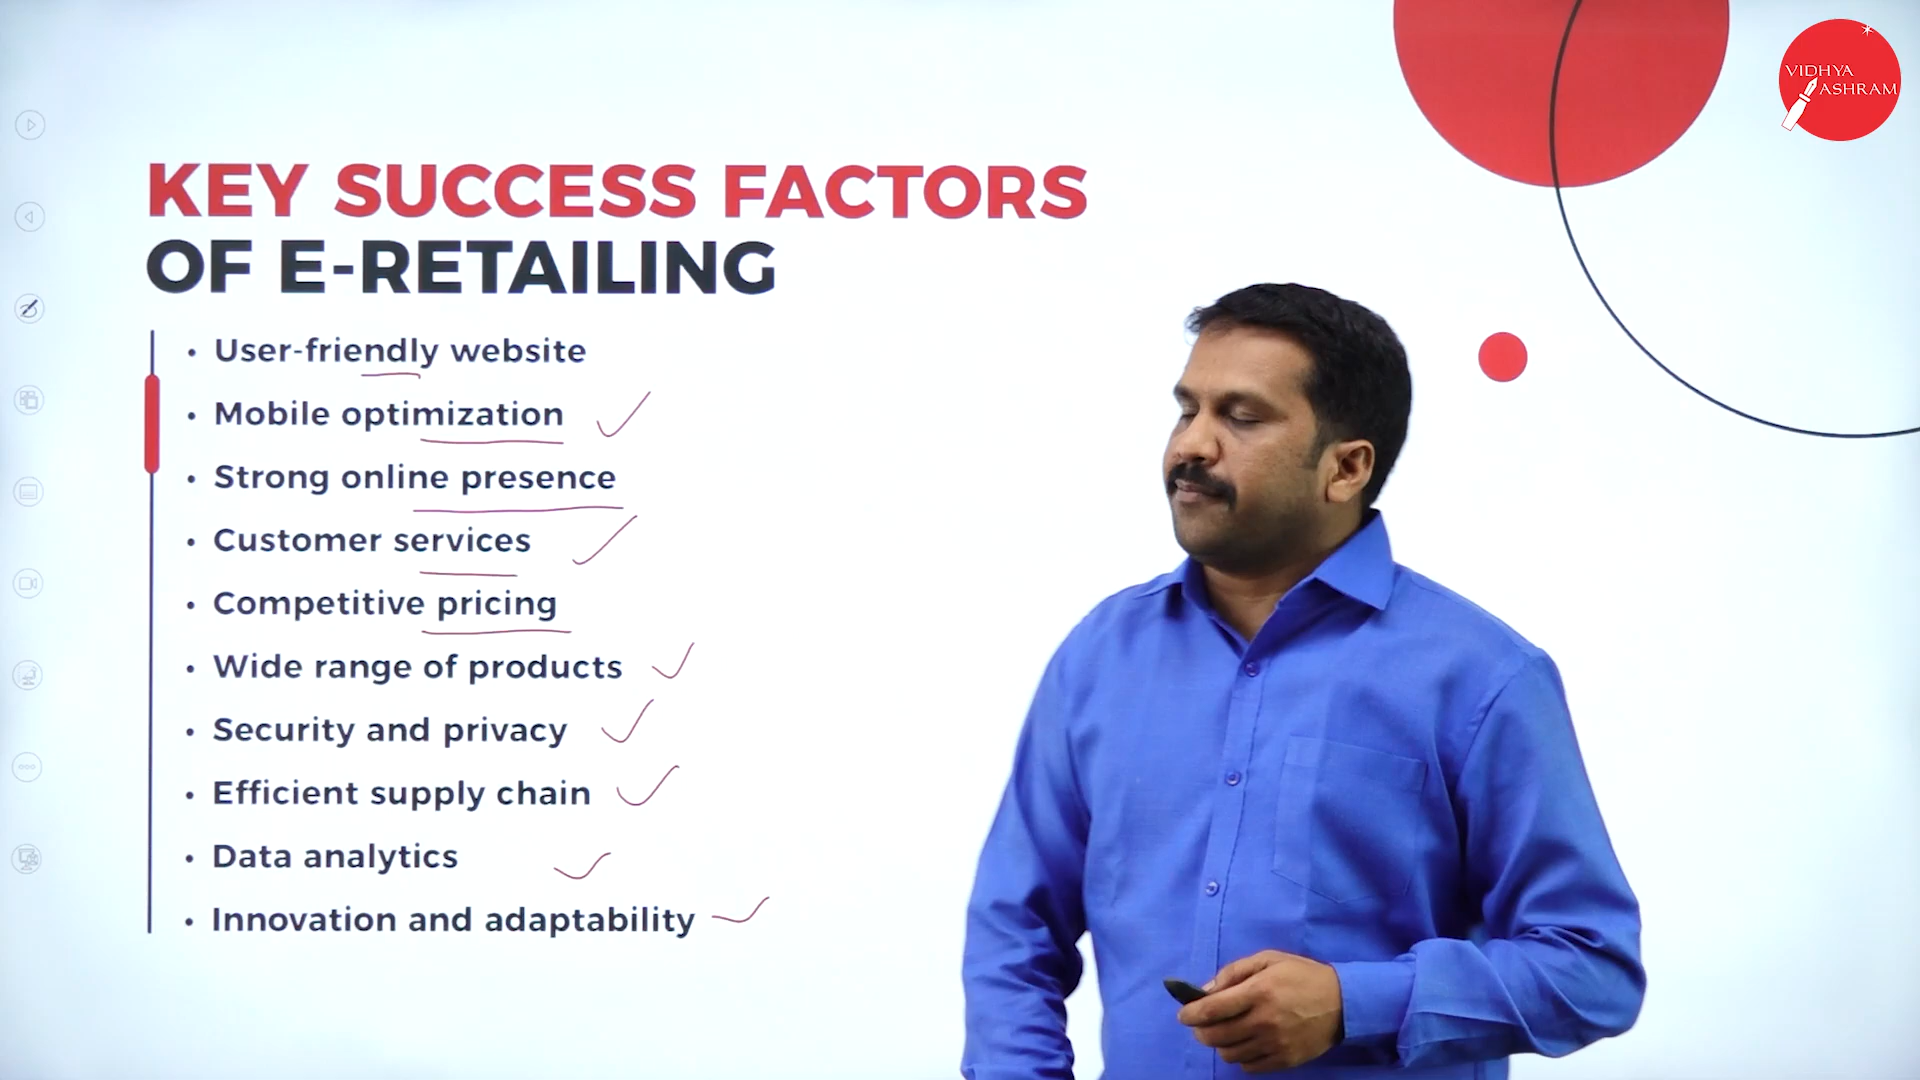 VIDHYA
ASHRAM
KEY SUCCESS FACTORS
OF E-RETAILING
• User-friendly website
• Mobile optimization
• Strong online presence
• Customer services
• Competitive pricing
• Wide range of products
• Security and privacy
• Efficient supply chain
• Data analytics
• Innovation and adaptability